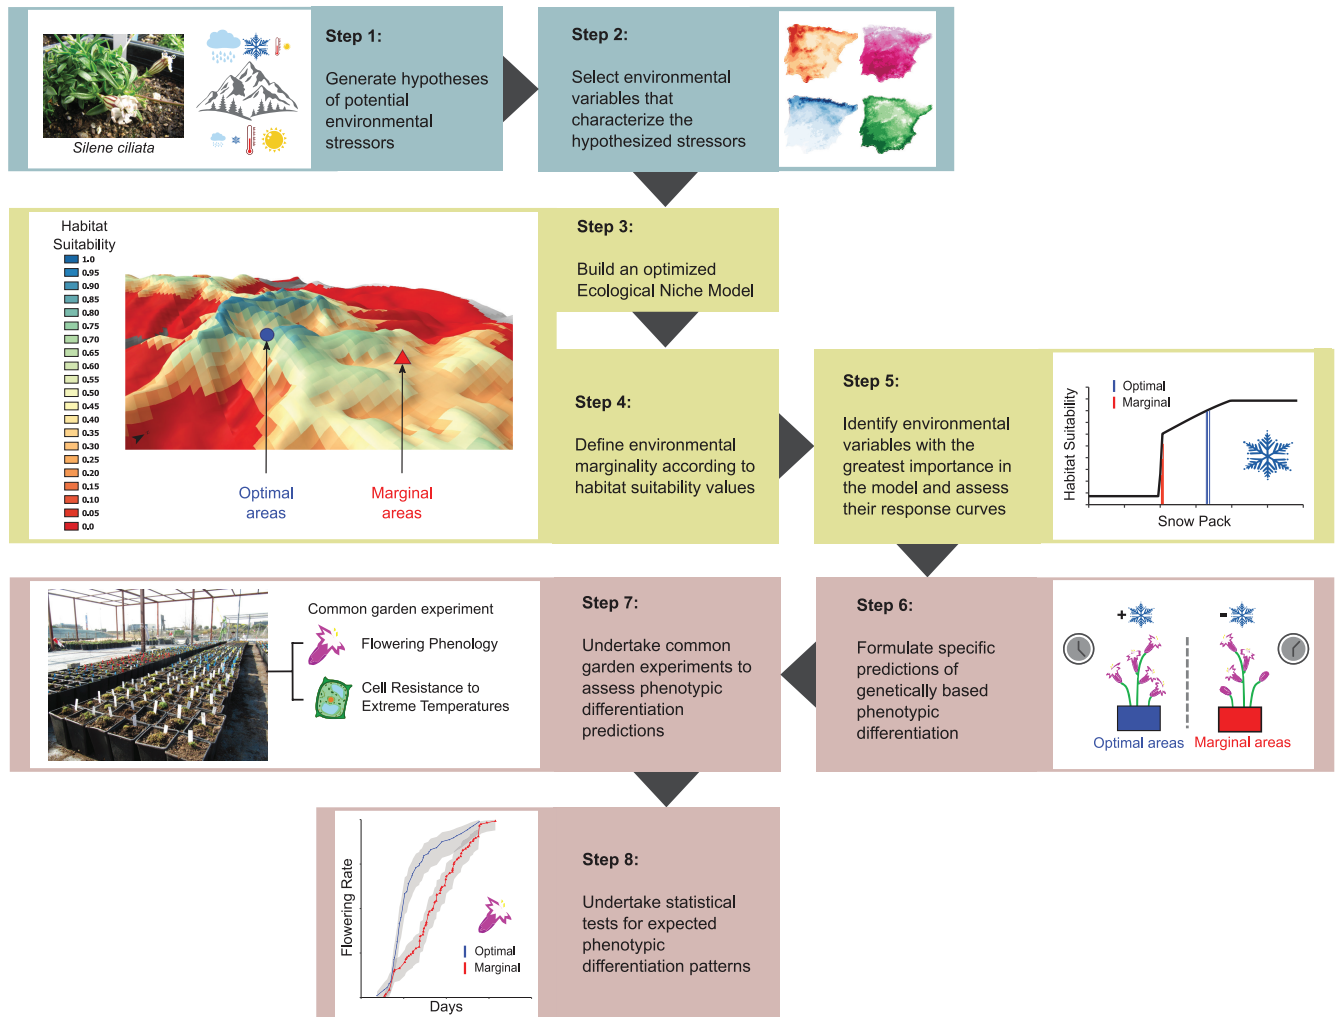 Step 1:
Generate hypotheses
of potential
environmental
stressors
Silene ciliata
Step 2:
Select environmental
variables that
characterize the
hypothesized stressors
Habitat
Suitability
1.0
0.95
0.90
0.85
0.80
0.75
0.70
0.65
0.60
0.55
0.50
0.45
0.40
0.35
0.30
0.25
0.20
0.15
0.10
0.05
0.0
Optimal
areas
Marginal
areas
Step 3:
Build an optimized
Ecological Niche Model
Step 4:
Define environmental
marginality according to
habitat suitability values
Step 5:
Identify environmental
variables with the
greatest importance in
the model and assess
their response curves
Habitat Suitability
Optimal
Marginal
Snow Pack
Step 6:
Formulate specific
predictions of
genetically based
phenotypic
differentiation
+
-
Optimal areas
Marginal areas
Step 7:
Undertake common
garden experiments to
assess phenotypic
differentiation
predictions
Common garden experiment
Flowering Phenology
Cell Resistance to
Extreme Temperatures
Step 8:
Undertake statistical
tests for expected
phenotypic
differentiation patterns
Flowering Rate
Optimal
Marginal
Days